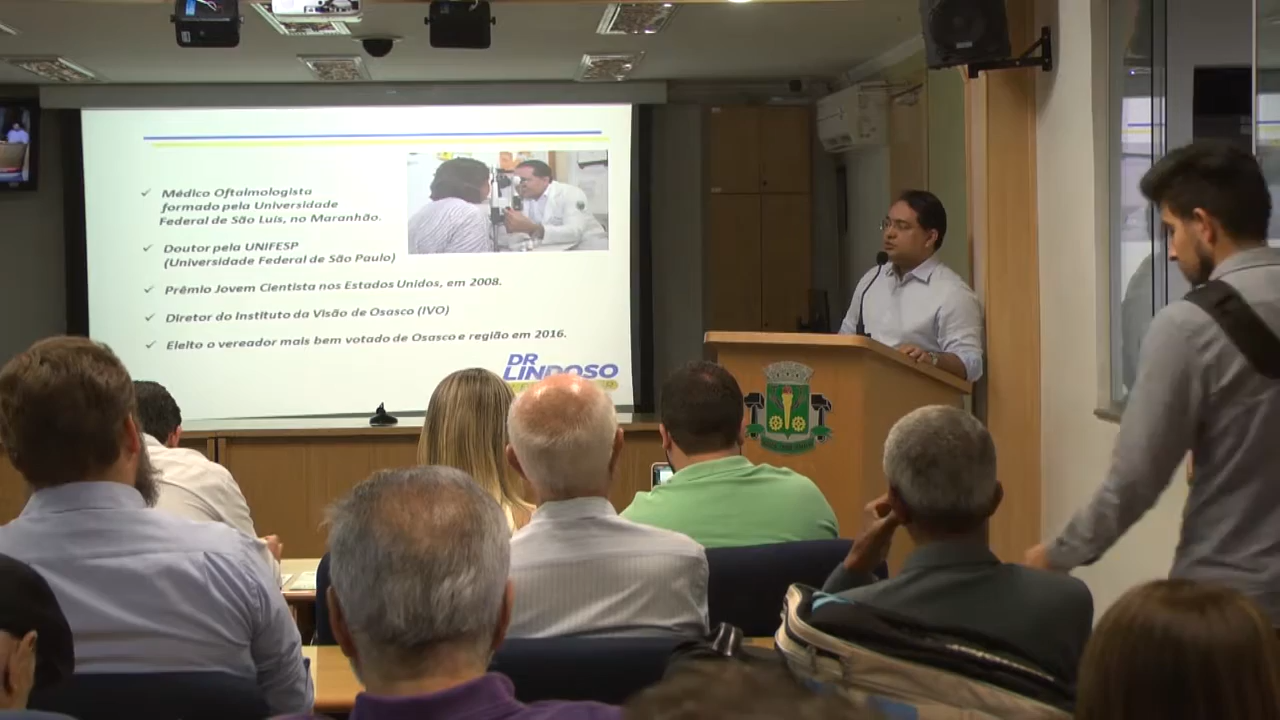 Médico Oftalmologista
formado pela Universidade
Federal de São Luís, no Maranhão.
Doutor pela UNIFESP
(Universidade Federal de São Paulo)
Prêmio Jovem Cientista nos Estados Unidos, em 2008.
Diretor do Instituto da Visão de Osasco (IVO)
Eleito o vereador mais bem votado de Osasco e região em 2016.
DR
LINDOSO